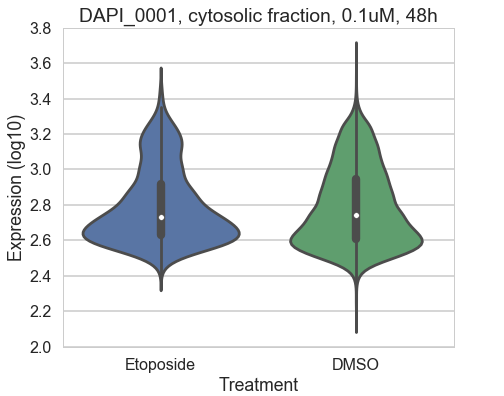 DAPI_0001, cytosolic fraction, 0.1uM, 48h
3.8
3.6
3.4
3.2
3.0
2.8
2.6
2.4
2.2
2.0
Expression (log10)
Etoposide DMSO
Treatment